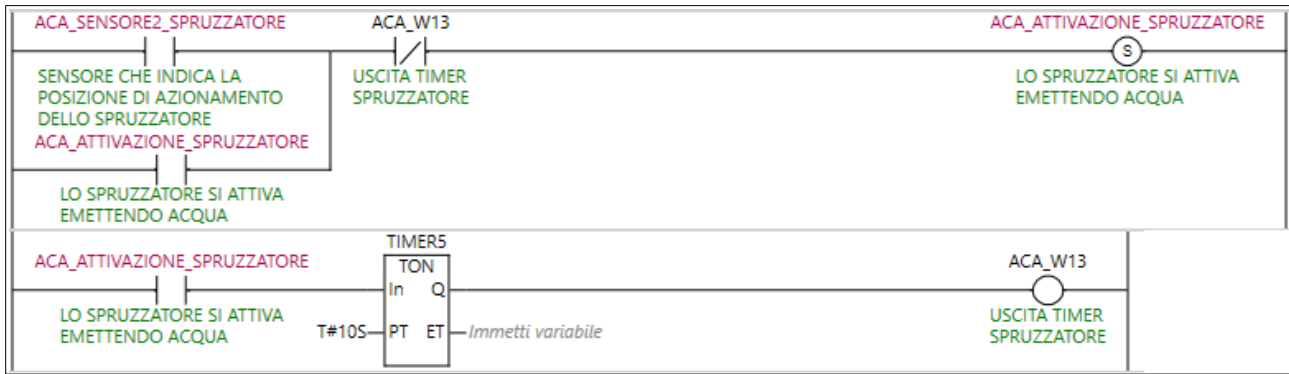 ACA_SENSORE2_SPRUZZATORE ACA_W13 ACA_ATTIVAZIONE_SPRUZZATORE
S
SENSORE CHE INDICA LA
POSIZIONE DI AZIONAMENTO
DELLO SPRUZZATORE
USCITA TIMER
SPRUZZATORE
LO SPRUZZATORE SI ATTIVA
EMETTENDO ACQUA
ACA_ATTIVAZIONE_SPRUZZATORE
LO SPRUZZATORE SI ATTIVA
EMETTENDO ACQUA
TIMER5
ACA_ATTIVAZIONE_SPRUZZATORE TON ACA_W13
In Q
LO SPRUZZATORE SI ATTIVA
EMETTENDO ACQUA
T#10S PT ET Immetti variabile
USCITA TIMER
SPRUZZATORE